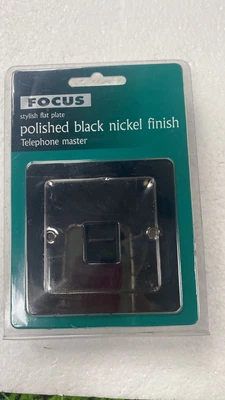 FOCUS
stylish flat plate
polished black nickel finish
Telephone master